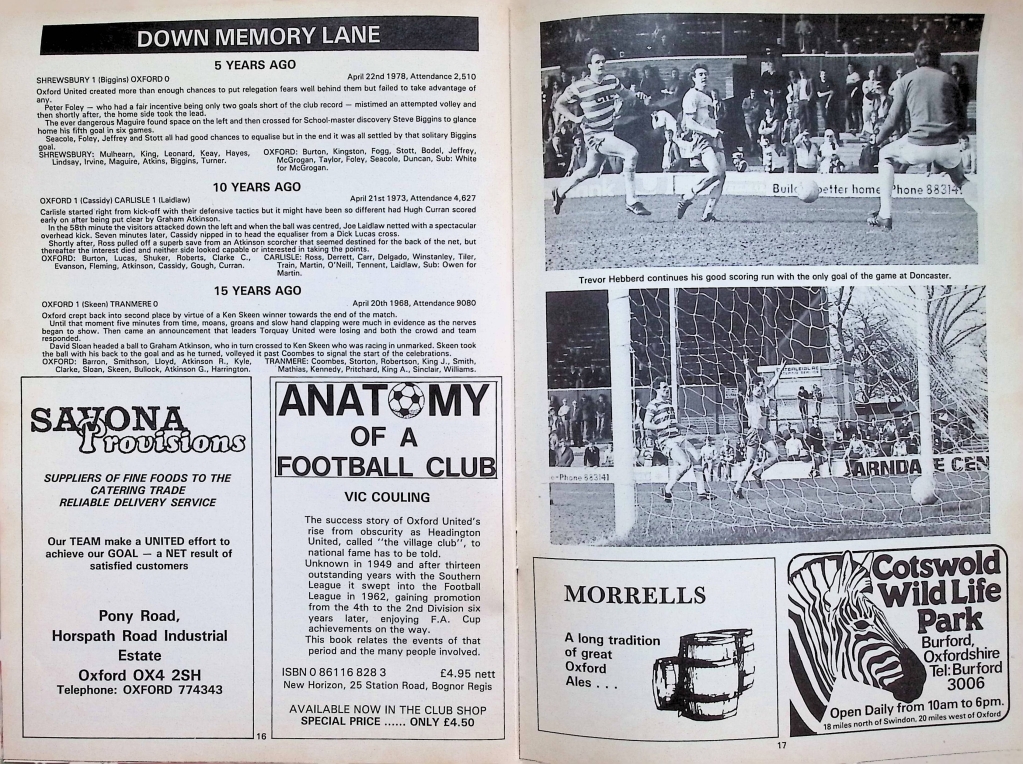 DOWN MEMORY LANE
5 YEARS AGO
SHREWSBURY 1 (Biggins) OXFORD 0 April 22nd 1978, Attendance 2,510
Oxford United created more than enough chances to put relegation fears well behind them but failed to take advantage of
any.
Peter Foley — who had a fair incentive being only two goals short of the club record — mistimed an attempted volley and
then shortly after, the home side took the lead.
The ever dangerous Maguire found space on the left and then crossed for School-master discovery Steve Biggins to glance
home his fifth goal in six games.
Seacole, Foley, Jeffrey and Stott all had good chances to equalise but in the end it was all settled by that solitary Biggins
goal.
SHREWSBURY: Mulhearn, King, Leonard, Keay, Hayes,
Lindsay, Irvine, Maguire, Atkins, Biggins, Turner.
OXFORD: Burton, Kingston, Fogg, Stott, Bodel, Jeffrey,
McGrogan, Taylor, Foley, Seacole, Duncan, Sub: White
for McGrogan.
10 YEARS AGO
OXFORD 1 (Cassidy) CARLISLE 1 (Laidlaw) April 21st 1973, Attendance 4,627
Carlisle started right from kick-off with their defensive tactics but it might have been so different had Hugh Curran scored
early on after being put clear by Graham Atkinson.
In the 58th minute the visitors attacked down the left and when the ball was centred, Joe Laidlaw netted with a spectacular
overhead kick. Seven minutes later, Cassidy nipped in to head the equaliser from a Dick Lucas cross.
Shortly after, Ross pulled off a superb save from an Atkinson scorcher that seemed destined for the back of the net, but
thereafter the interest died and neither side looked capable or interested in taking the points.
OXFORD: Burton, Lucas, Shuker, Roberts, Clarke C.,
Evanson, Fleming, Atkinson, Cassidy, Gough, Curran.
CARLISLE: Ross, Derrett, Carr, Delgado, Winstanley, Tiler,
Train, Martin, O'Neill, Tennent, Laidlaw, Sub: Owen for
Martin.
15 YEARS AGO
OXFORD 1 (Skeen) TRANMERE 0 April 20th 1968, Attendance 9080
Oxford crept back into second place by virtue of a Ken Skeen winner towards the end of the match.
Until that moment five minutes from time, moans, groans and slow hand clapping were much in evidence as the nerves
began to show. Then came an announcement that leaders Torquay United were losing and both the crowd and team
responded.
David Sloan headed a ball to Graham Atkinson, who in turn crossed to Ken Skeen who was racing in unmarked. Skeen took
the ball with his back to the goal and as he turned, volleyed it past Coombes to signal the start of the celebrations.
OXFORD: Barron, Smithson, Lloyd, Atkinson R., Kyle,
Clarke, Sloan, Skeen, Bullock, Atkinson G., Harrington.
TRANMERE: Coombes, Storton, Robertson, King J., Smith,
Mathias, Kennedy, Pritchard, King A., Sinclair, Williams.
SAVONA
Provisions
SUPPLIERS OF FINE FOODS TO THE
CATERING TRADE
RELIABLE DELIVERY SERVICE
Our TEAM make a UNITED effort to
achieve our GOAL — a NET result of
satisfied customers
Pony Road,
Horspath Road Industrial
Estate
Oxford OX4 2SH
Telephone: OXFORD 774343
ANATOMY
OF A
FOOTBALL CLUB
VIC COULING
The success story of Oxford United's
rise from obscurity as Headington
United, called "the village club", to
national fame has to be told.
Unknown in 1949 and after thirteen
outstanding years with the Southern
League it swept into the Football
League in 1962, gaining promotion
from the 4th to the 2nd Division six
years later, enjoying F.A. Cup
achievements on the way.
This book relates the events of that
period and the many people involved.
ISBN 0 86116 828 3 £4.95 nett
New Horizon, 25 Station Road, Bognor Regis
AVAILABLE NOW IN THE CLUB SHOP
SPECIAL PRICE ...... ONLY £4.50
16
Phone 88314
Trevor Hebberd continues his good scoring run with the only goal of the game at Doncaster.
Phone 883141
ARNDA E CEN
MORRELLS
A long tradition
of great
Oxford
Ales . . .
Cotswold
Wild Life
Park
Burford,
Oxfordshire
Tel: Burford
3006
Open Daily from 10am to 6pm.
18 miles north of Swindon, 20 miles west of Oxford
17